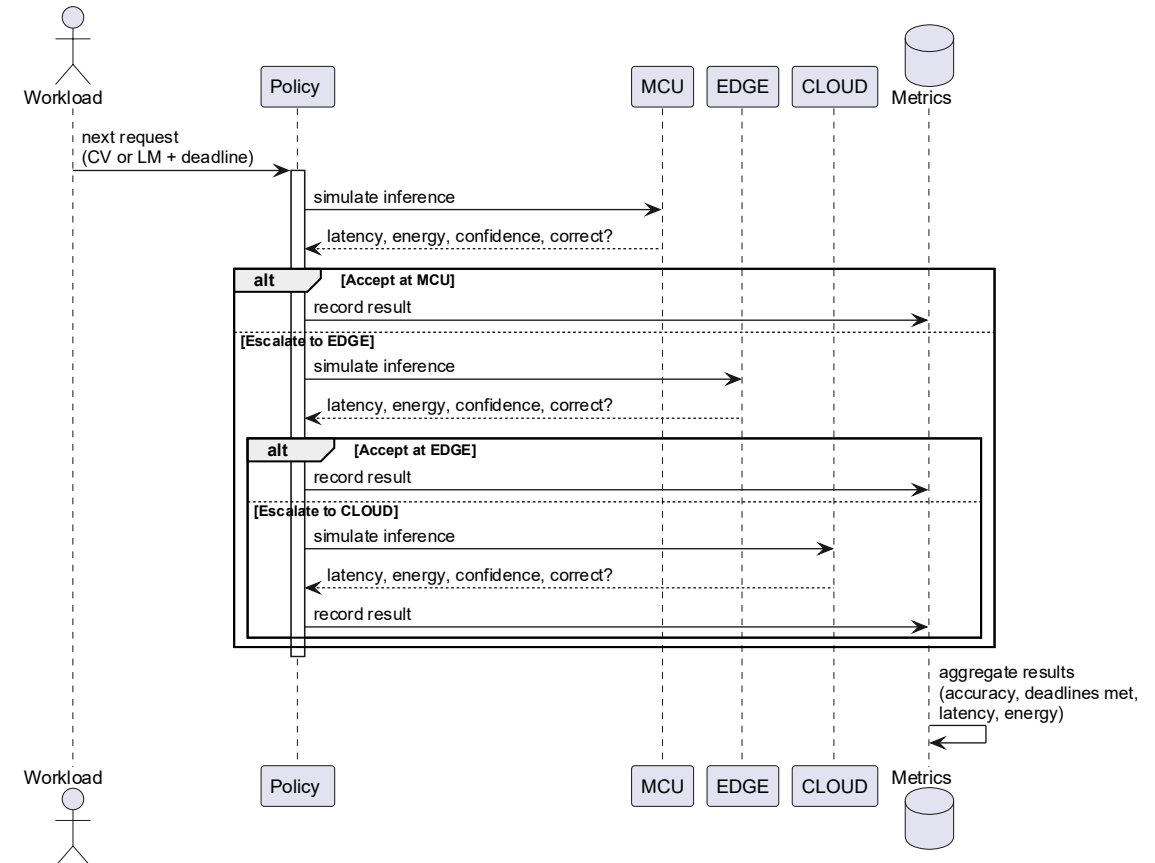 Workload
Policy
MCU
EDGE
CLOUD
Metrics
next request
(CV or LM + deadline)
simulate inference
latency, energy, confidence, correct?
alt
[Accept at MCU]
record result
[Escalate to EDGE]
simulate inference
latency, energy, confidence, correct?
alt
[Accept at EDGE]
record result
[Escalate to CLOUD]
simulate inference
latency, energy, confidence, correct?
record result
aggregate results
(accuracy, deadlines met,
latency, energy)
Workload
Policy
MCU
EDGE
CLOUD
Metrics